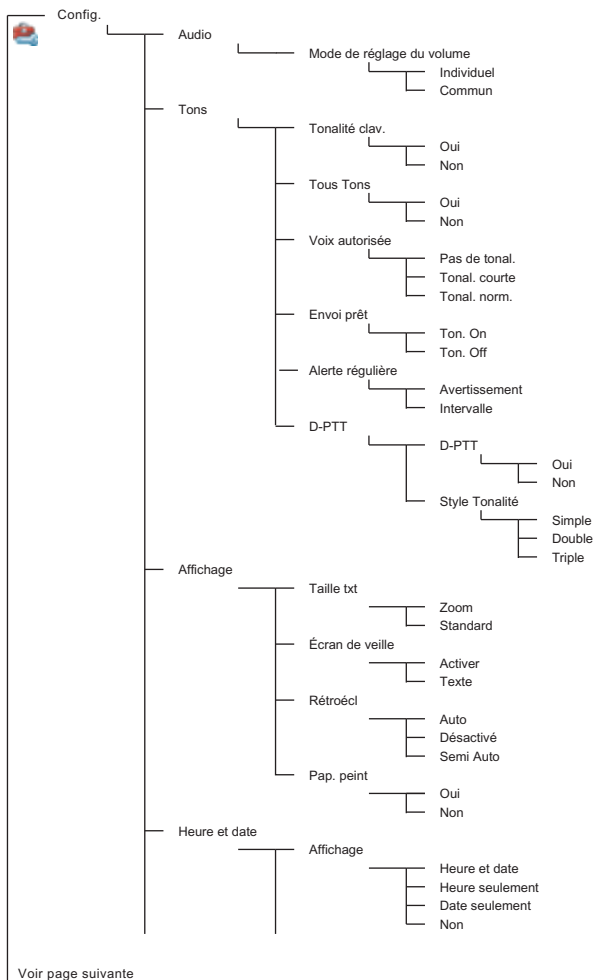 Config.
Audio
Mode de réglage du volume
Individuel
Commun
Tons
Tonalité clav.
Oui
Non
Tous Tons
Oui
Non
Voix autorisée
Pas de tonal.
Tonal. courte
Tonal. norm.
Envoi prêt
Ton. On
Ton. Off
Alerte régulière
Avertissement
Intervalle
D-PTT
D-PTT
Oui
Non
Style Tonalité
Simple
Double
Triple
Affichage
Taille txt
Zoom
Standard
Écran de veille
Activer
Texte
Rétroécl
Auto
Désactivé
Semi Auto
Pap. peint
Oui
Non
Heure et date
Affichage
Heure et date
Heure seulement
Date seulement
Non
Voir page suivante